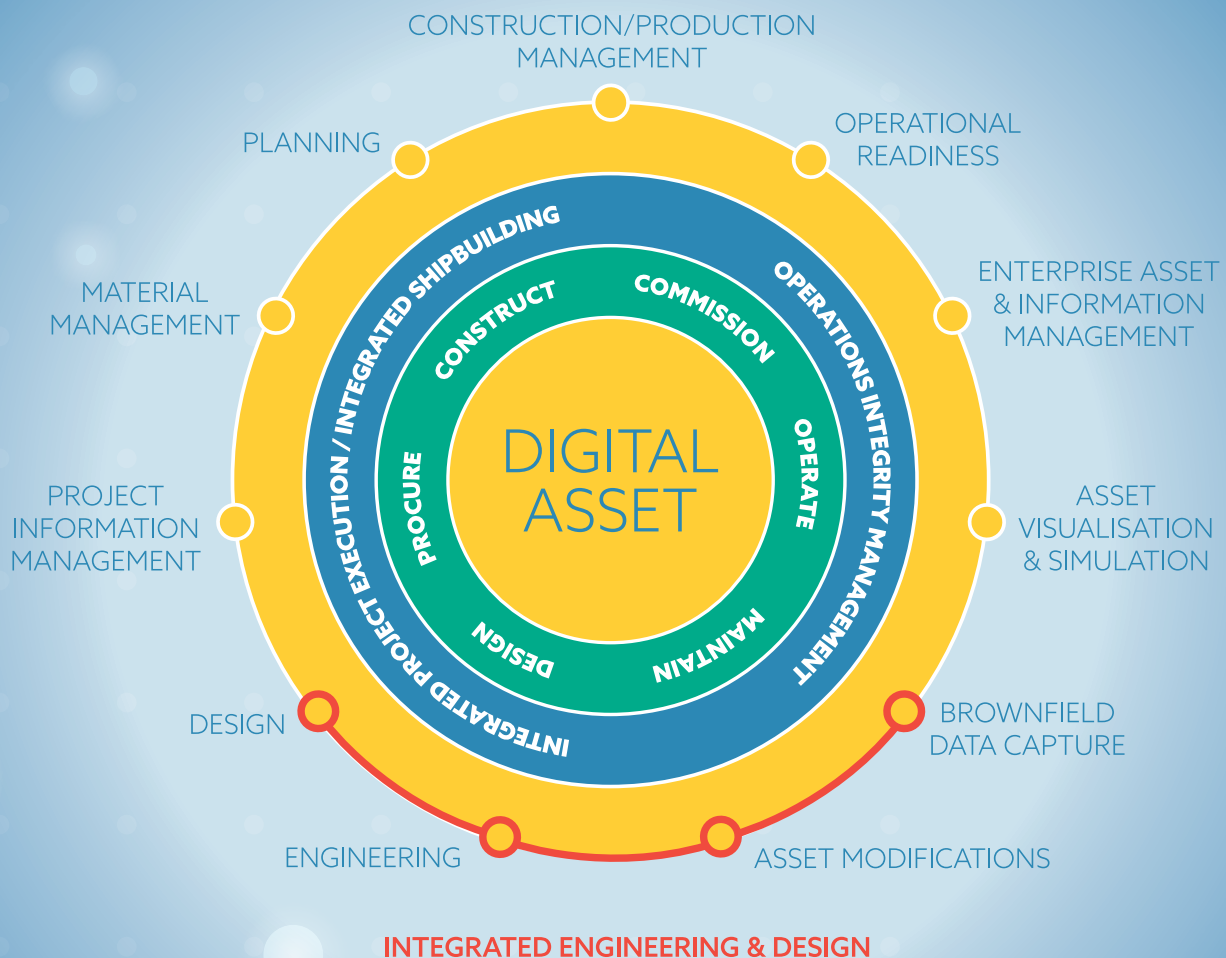 CONSTRUCTION/PRODUCTION
MANAGEMENT
OPERATIONAL
READINESS
ENTERPRISE ASSET
& INFORMATION
MANAGEMENT
ASSET
VISUALISATION
& SIMULATION
BROWNFIELD
DATA CAPTURE
ASSET MODIFICATIONS
ENGINEERING
DESIGN
PROJECT
INFORMATION
MANAGEMENT
MATERIAL
MANAGEMENT
PLANNING
INTEGRATED PROJECT EXECUTION / INTEGRATED SHIPBUILDING
OPERATIONS INTEGRITY MANAGEMENT
DESIGN
PROCURE
CONSTRUCT
COMMISSION
OPERATE
MAINTAIN
DIGITAL
ASSET
INTEGRATED ENGINEERING & DESIGN